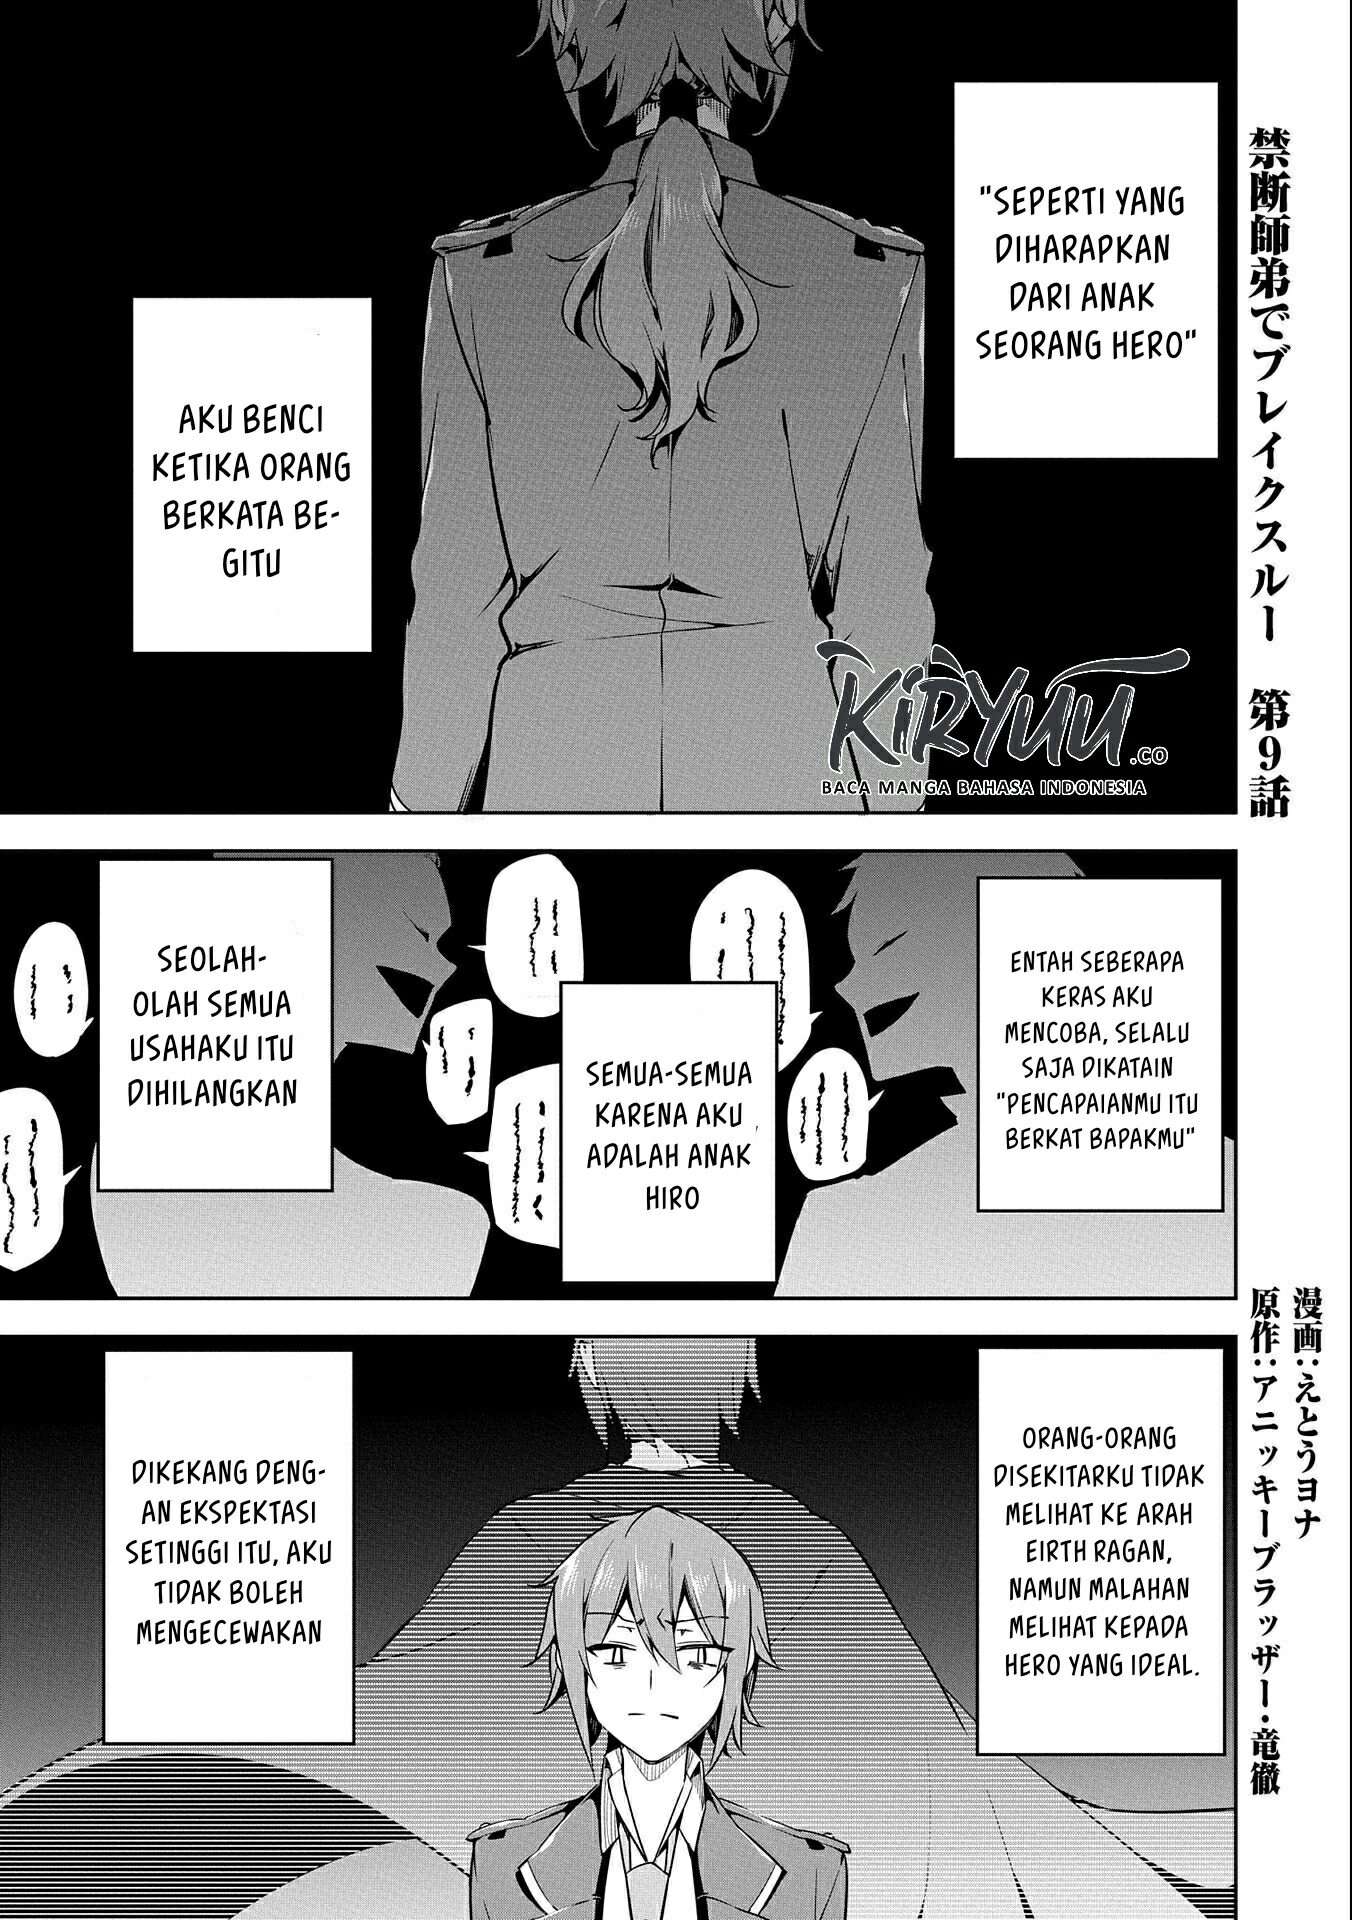 禁断師弟でブレイクスルー 第9話
"SEPERTI YANG
DIHARAPKAN
DARI ANAK
SEORANG HERO"
AKU BENCI
KETIKA ORANG
BERKATA BE-
GITU
KIRYUU.CO
BACA MANGA BAHASA INDONESIA
ENTAH SEBERAPA
KERAS AKU
MENCOBA, SELALU
SAJA DIKATAIN
"PENCAPAIANMU ITU
BERKAT BAPAKMU"
SEMUA-SEMUA
KARENA AKU
ADALAH ANAK
HIRO
SEOLAH-
OLAH SEMUA
USAHAKU ITU
DIHILANGKAN
漫画：えとうヨナ
原作：アニッキーブラッザー・竜徹
ORANG-ORANG
DISEKITARKU TIDAK
MELIHAT KE ARAH
EIRTH RAGAN,
NAMUN MALAHAN
MELIHAT KEPADA
HERO YANG IDEAL.
DIKEKANG DENG-
AN EKSPEKTASI
SETINGGI ITU, AKU
TIDAK BOLEH
MENGECEWAKAN